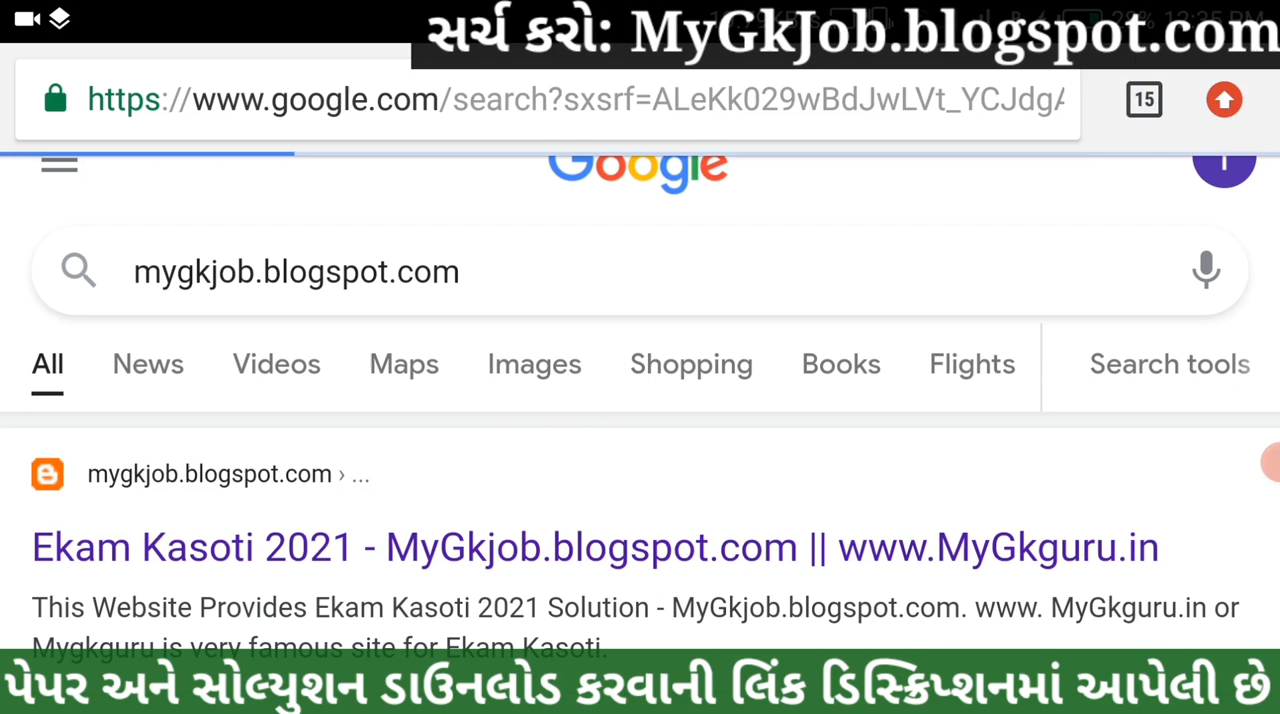 સર્ચ કરો: MyGkJob.blogspot.com
https://www.google.com/search?sxsrf=ALeKk029wBdJwLVt_YCJdgA
15
Google
mygkjob.blogspot.com
All News Videos Maps Images Shopping Books Flights Search tools
mygkjob.blogspot.com › ...
Ekam Kasoti 2021 - MyGkjob.blogspot.com || www.MyGkguru.in
This Website Provides Ekam Kasoti 2021 Solution - MyGkjob.blogspot.com. www. MyGkguru.in or
Mygkguru is very famous site for Ekam Kasoti.
પેપર અને સોલ્યુશન ડાઉનલોડ કરવાની લિંક ડિસ્ક્રિપ્શનમાં આપેલી છે